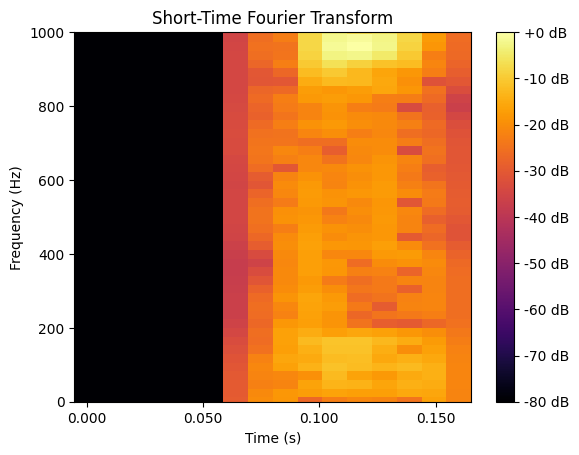 Short-Time Fourier Transform
1000
800
600
400
200
0
Frequency (Hz)
0.000
0.050
0.100
0.150
Time (s)
+0 dB
-10 dB
-20 dB
-30 dB
-40 dB
-50 dB
-60 dB
-70 dB
-80 dB